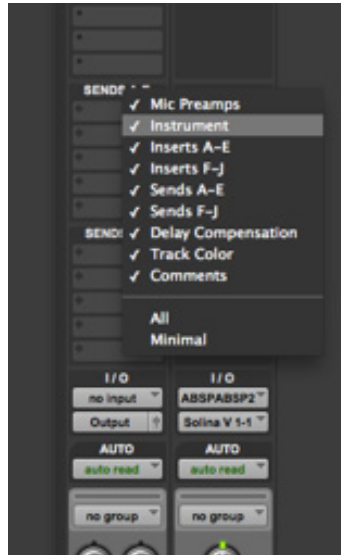 SENDS A-E
✓ Mic Preamps
✓ Instrument
✓ Inserts A-E
✓ Inserts F-J
✓ Sends A-E
✓ Sends F-J
SENDS
✓ Delay Compensation
✓ Track Color
✓ Comments
All
Minimal
I/O I/O
no input ABSPABSP2
Output Solina V 1-1
AUTO AUTO
auto read auto read
no group no group